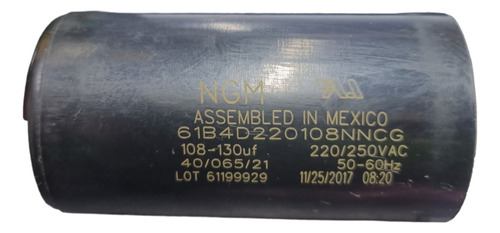 NGM
ASSEMBLED IN MEXICO
61B4D220108NNCG
108-130uf 220/250VAC
40/065/21 50-60Hz
LOT 61199929 11/25/2017 08:20